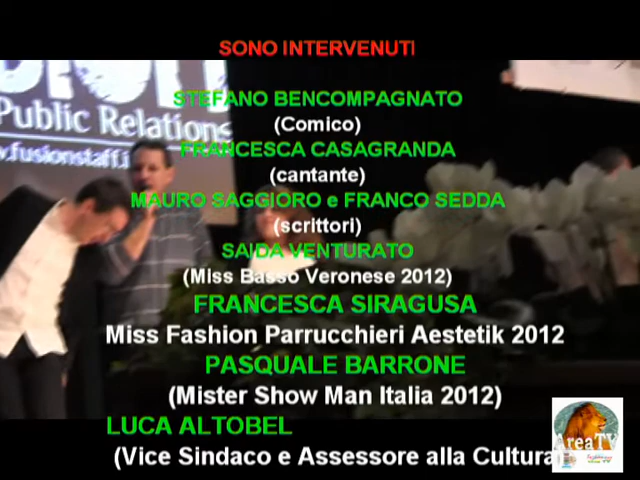 SONO INTERVENUTI
STEFANO BENCOMPAGNATO
(Comico)
FRANCESCA CASAGRANDA
(cantante)
MAURO SAGGIORO e FRANCO SEDDA
(scrittori)
SAIDA VENTURATO
(Miss Basso Veronese 2012)
FRANCESCA SIRAGUSA
Miss Fashion Parrucchieri Aestetik 2012
PASQUALE BARRONE
(Mister Show Man Italia 2012)
LUCA ALTOBEL
(Vice Sindaco e Assessore alla Cultura
Public Relations
w.fusionstaff.i
AreaTV